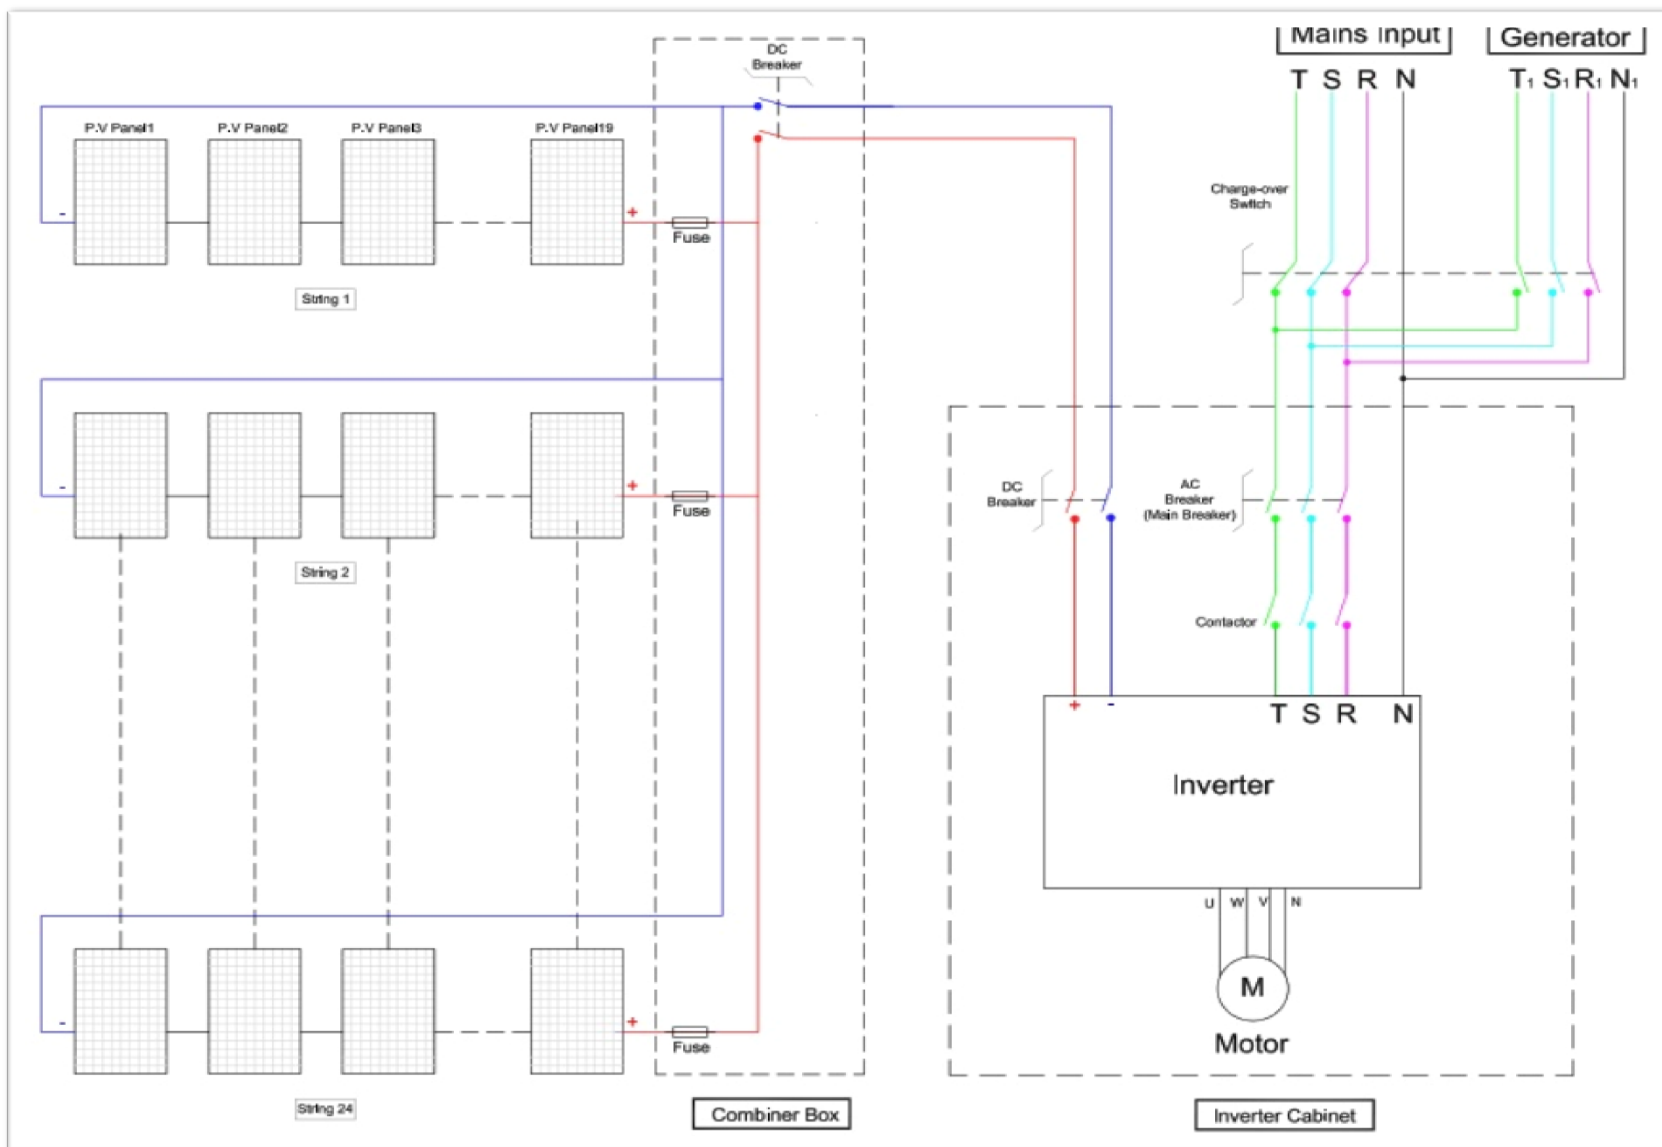 Mains Input
Generator
T S R N
T1 S1 R1 N1
DC
Breaker
P.V Panel1
P.V Panel2
P.V Panel3
P.V Panel19
-
+
Fuse
String 1
Charge-over
Switch
-
+
Fuse
String 2
DC
Breaker
AC
Breaker
(Main Breaker)
Contactor
+ -
T S R N
Inverter
U W V N
M
Motor
-
+
Fuse
String 24
Combiner Box
Inverter Cabinet